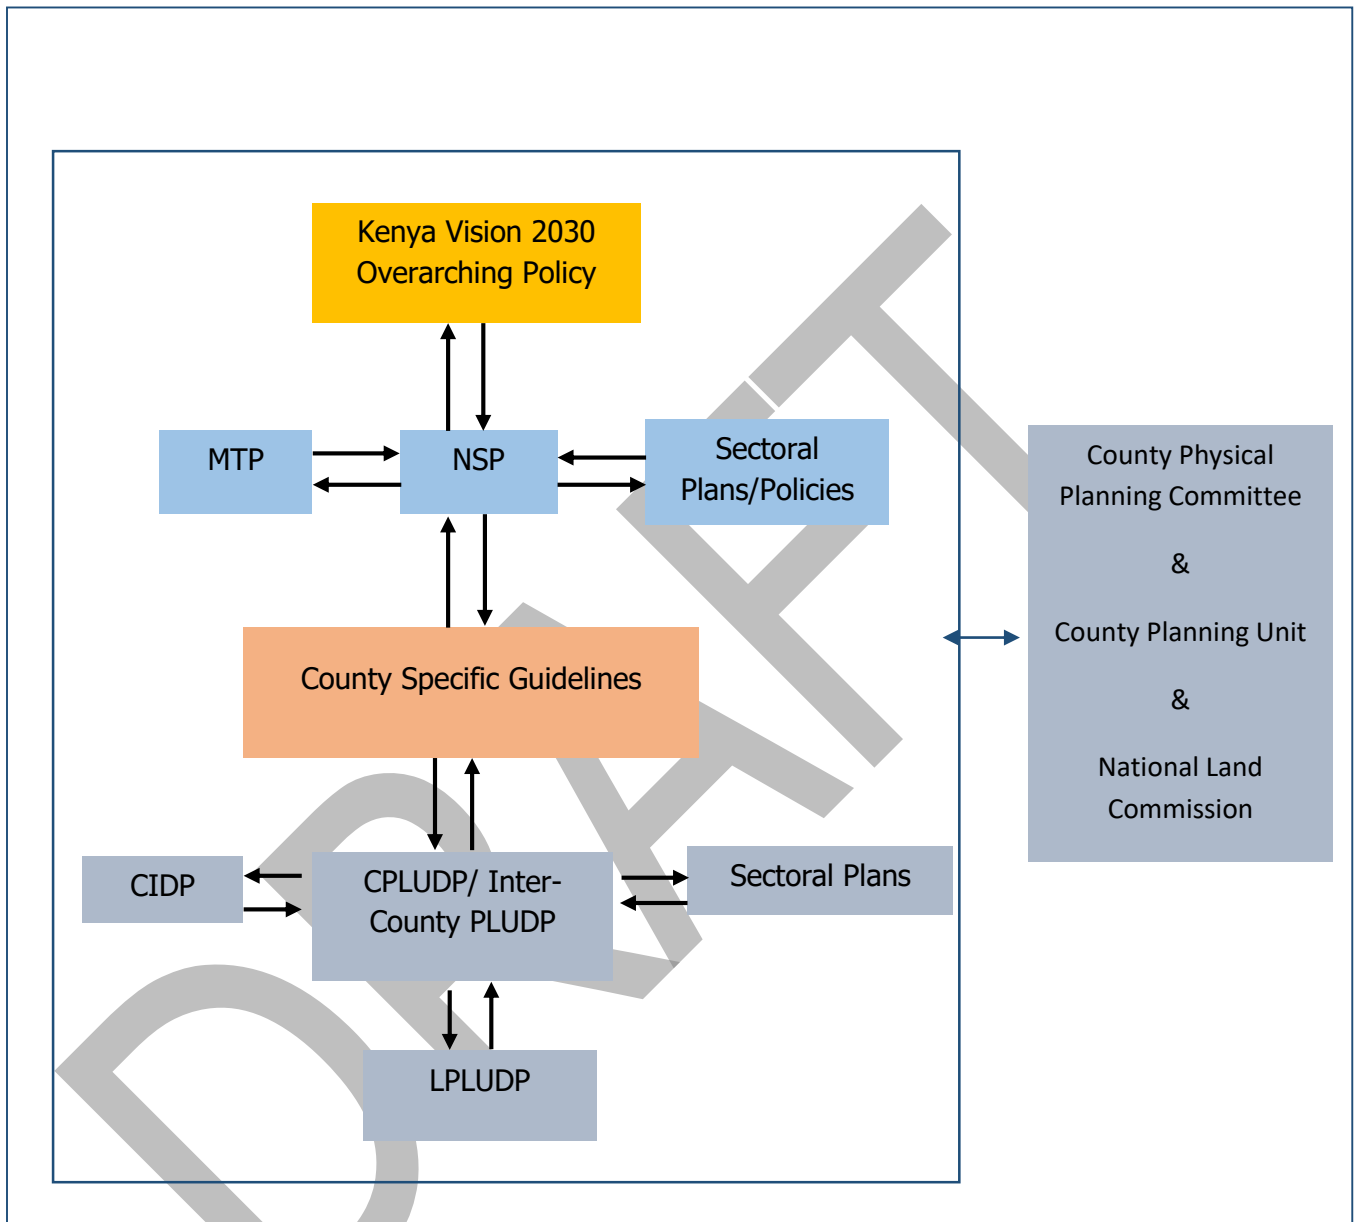 Kenya Vision 2030
Overarching Policy
MTP
NSP
Sectoral
Plans/Policies
County Specific Guidelines
CIDP
CPLUDP/ Inter-
County PLUDP
Sectoral Plans
LPLUDP
County Physical
Planning Committee
&
County Planning Unit
&
National Land
Commission
DRAFT